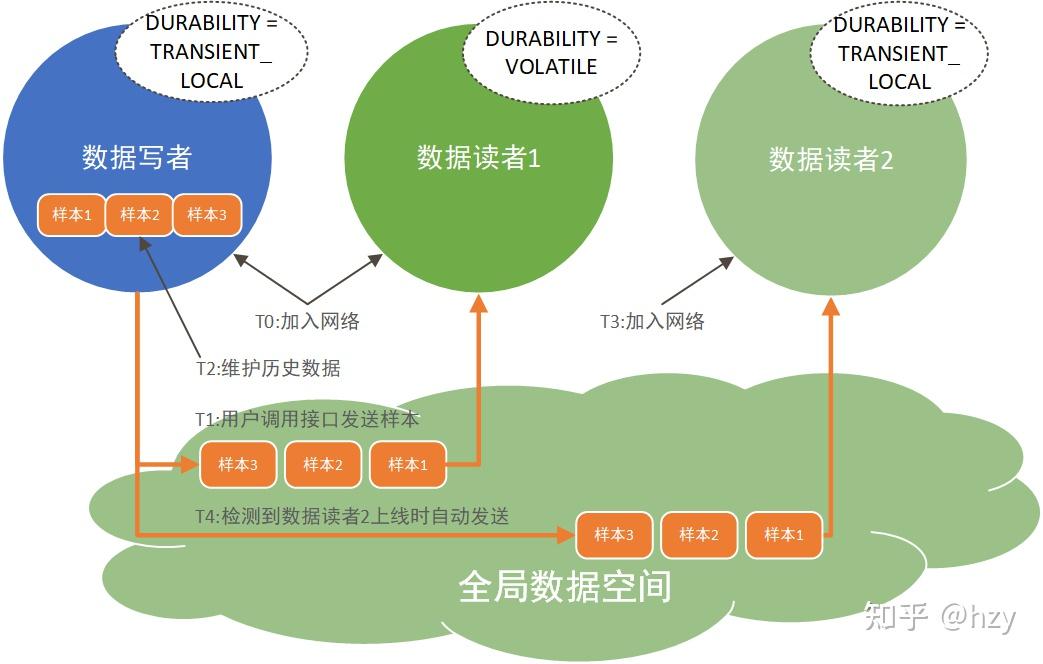 DURABILITY =
TRANSIENT_
LOCAL
DURABILITY =
VOLATILE
DURABILITY =
TRANSIENT_
LOCAL
数据写者
数据读者1
数据读者2
样本1
样本2
样本3
T0:加入网络
T3:加入网络
T2:维护历史数据
T1:用户调用接口发送样本
样本3
样本2
样本1
T4:检测到数据读者2上线时自动发送
样本3
样本2
样本1
全局数据空间
知乎 @hzy